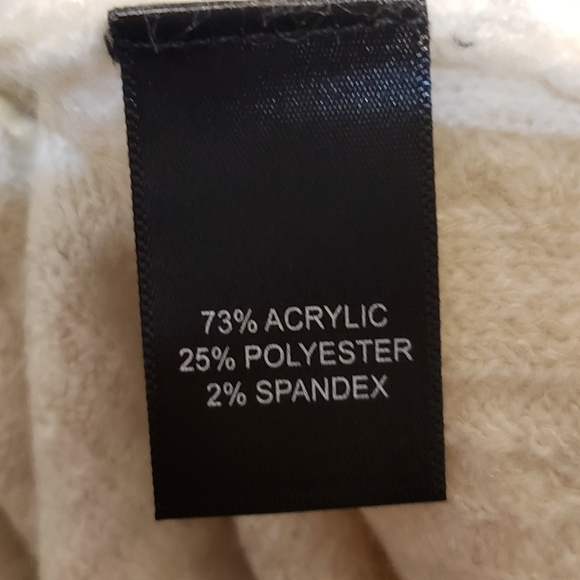 73% ACRYLIC
25% POLYESTER
2% SPANDEX